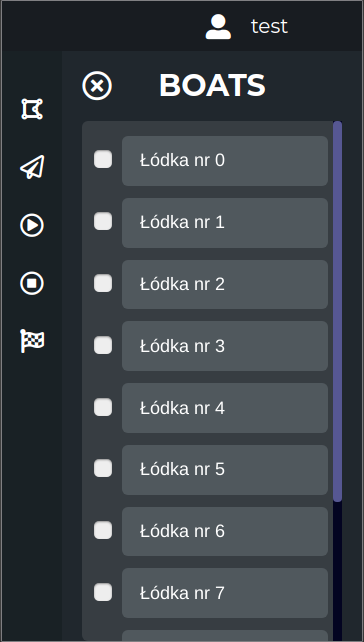 test
BOATS
Łódka nr 0
Łódka nr 1
Łódka nr 2
Łódka nr 3
Łódka nr 4
Łódka nr 5
Łódka nr 6
Łódka nr 7